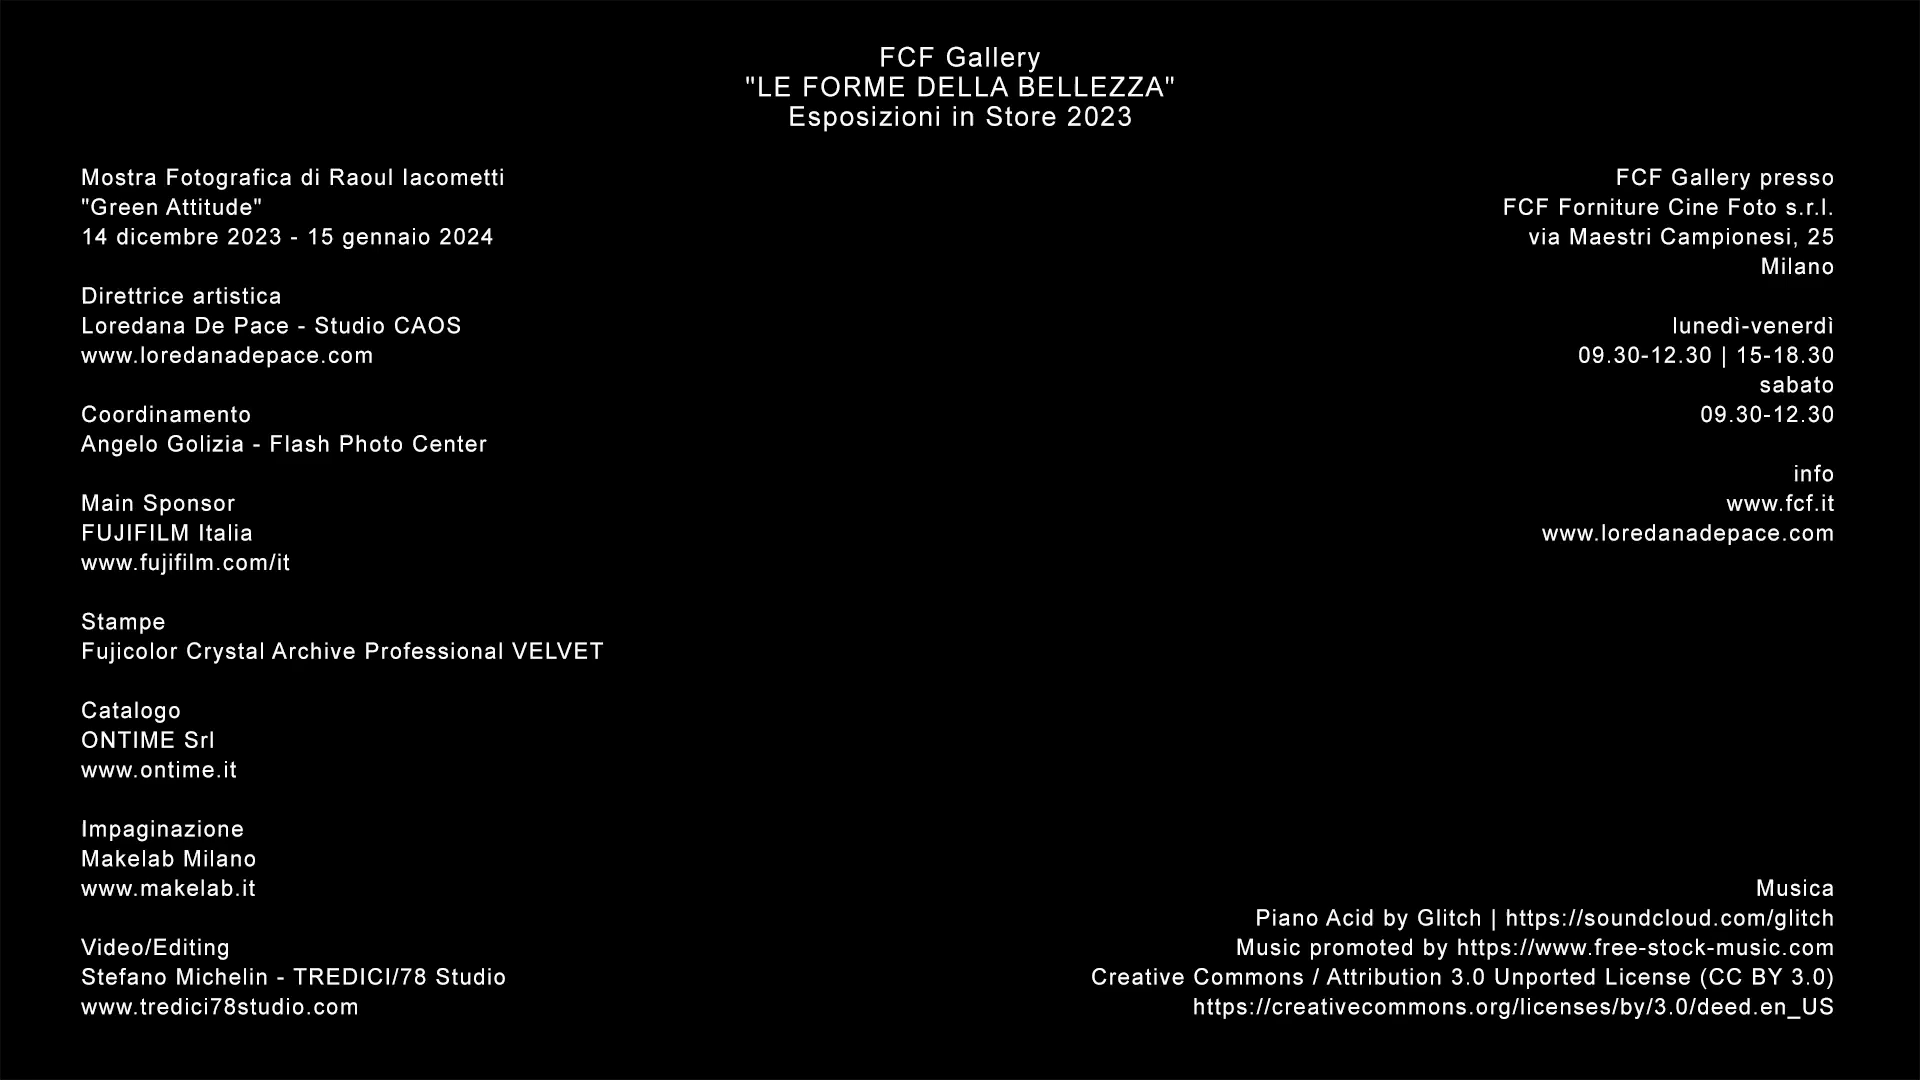 FCF Gallery
"LE FORME DELLA BELLEZZA"
Esposizioni in Store 2023
Mostra Fotografica di Raoul Iacometti
"Green Attitude"
14 dicembre 2023 - 15 gennaio 2024
Direttrice artistica
Loredana De Pace - Studio CAOS
www.loredanadepace.com
Coordinamento
Angelo Golizia - Flash Photo Center
Main Sponsor
FUJIFILM Italia
www.fujifilm.com/it
Stampe
Fujicolor Crystal Archive Professional VELVET
Catalogo
ONTIME Srl
www.ontime.it
Impaginazione
Makelab Milano
www.makelab.it
Video/Editing
Stefano Michelin - TREDICI/78 Studio
www.tredici78studio.com
FCF Gallery presso
FCF Forniture Cine Foto s.r.l.
via Maestri Campionesi, 25
Milano
lunedì-venerdì
09.30-12.30 | 15-18.30
sabato
09.30-12.30
info
www.fcf.it
www.loredanadepace.com
Musica
Piano Acid by Glitch | https://soundcloud.com/glitch
Music promoted by https://www.free-stock-music.com
Creative Commons / Attribution 3.0 Unported License (CC BY 3.0)
https://creativecommons.org/licenses/by/3.0/deed.en_US